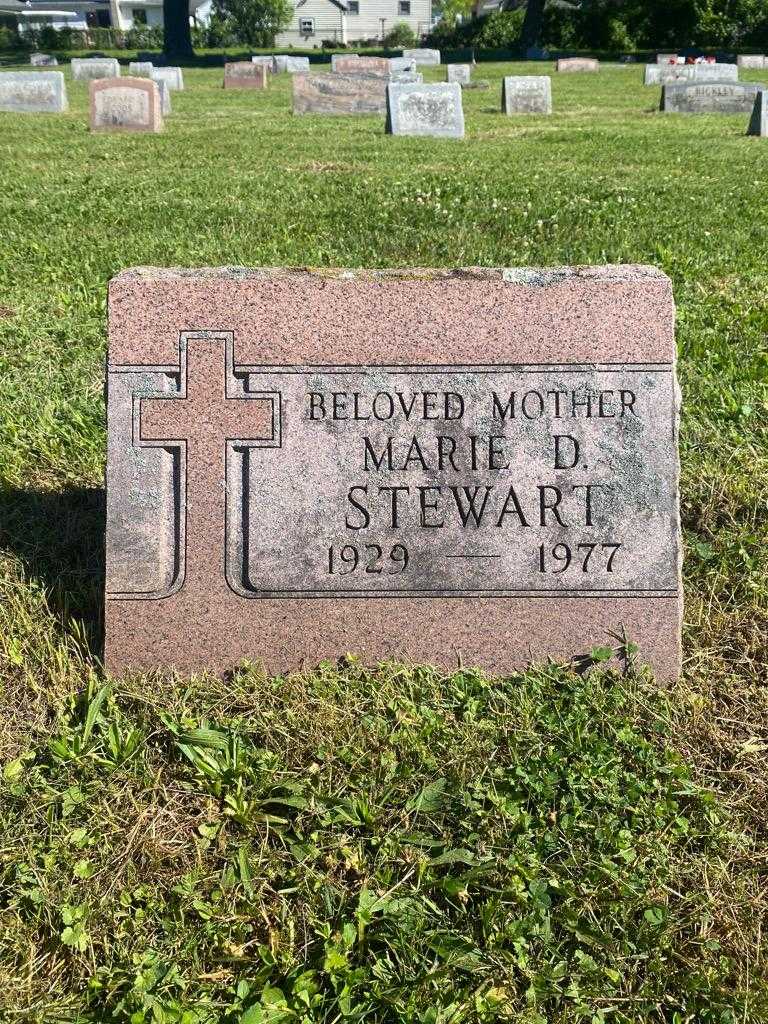 BELOVED MOTHER
MARIE D.
STEWART
1929 — 1977